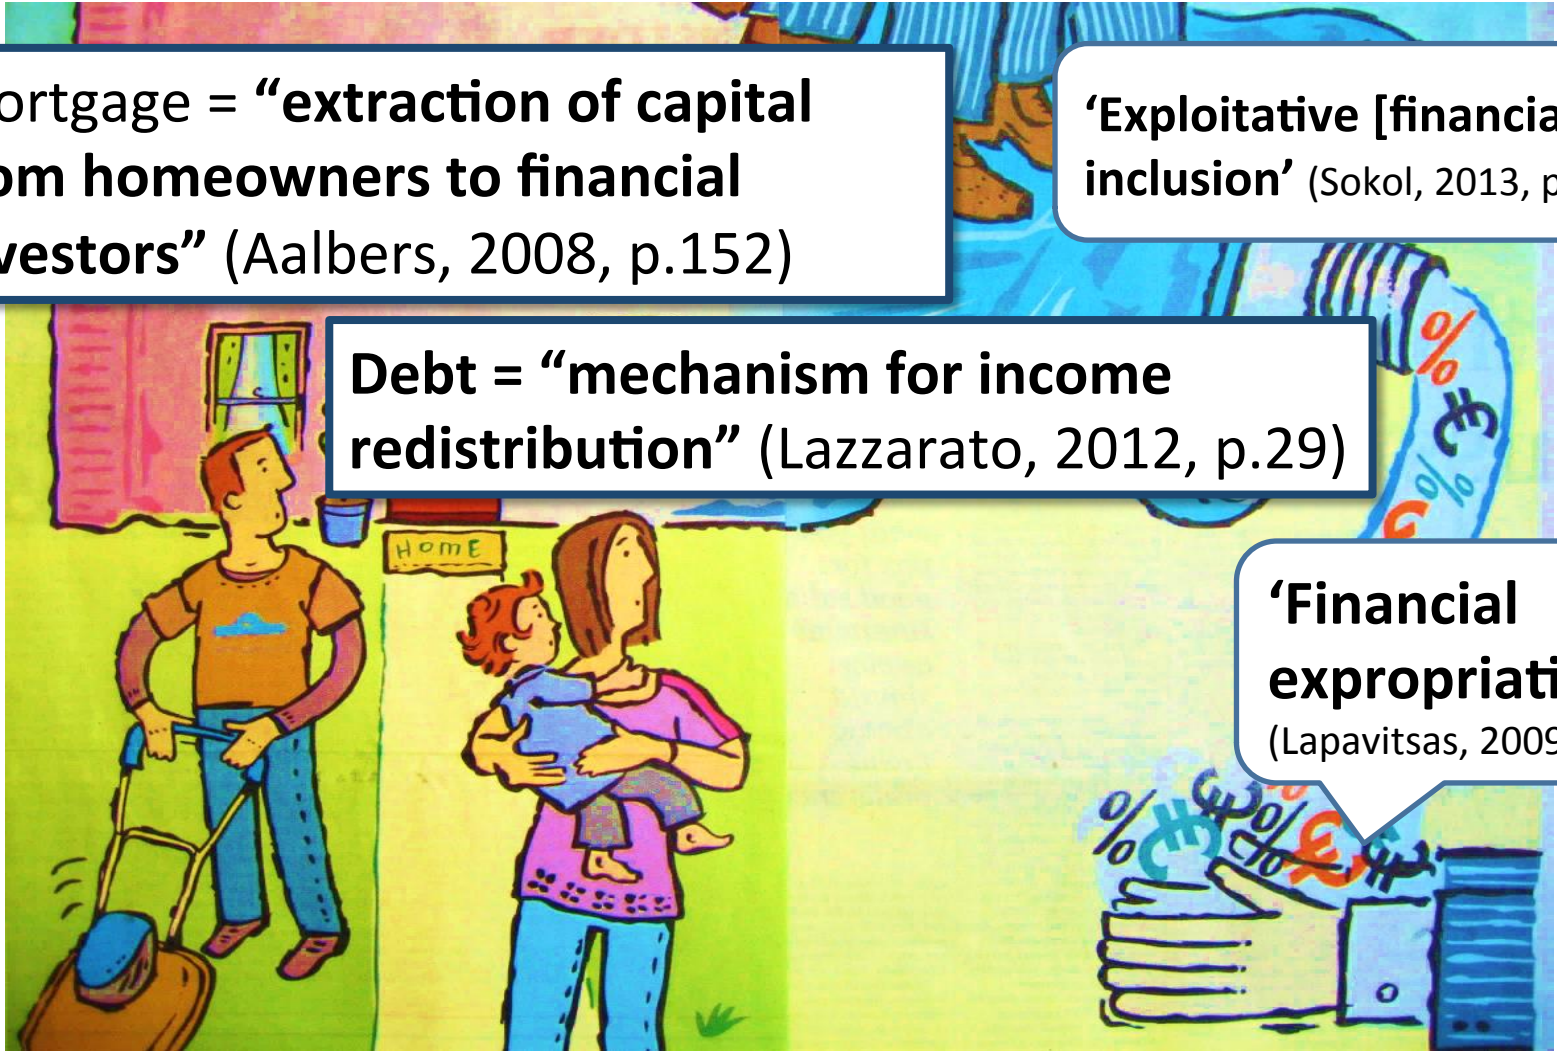 ortgage = “extraction of capital
om homeowners to financial
vestors” (Aalbers, 2008, p.152)
‘Exploitative [financia
inclusion’ (Sokol, 2013, p
Debt = “mechanism for income
redistribution” (Lazzarato, 2012, p.29)
HOME
‘Financial
expropriati
(Lapavitsas, 2009